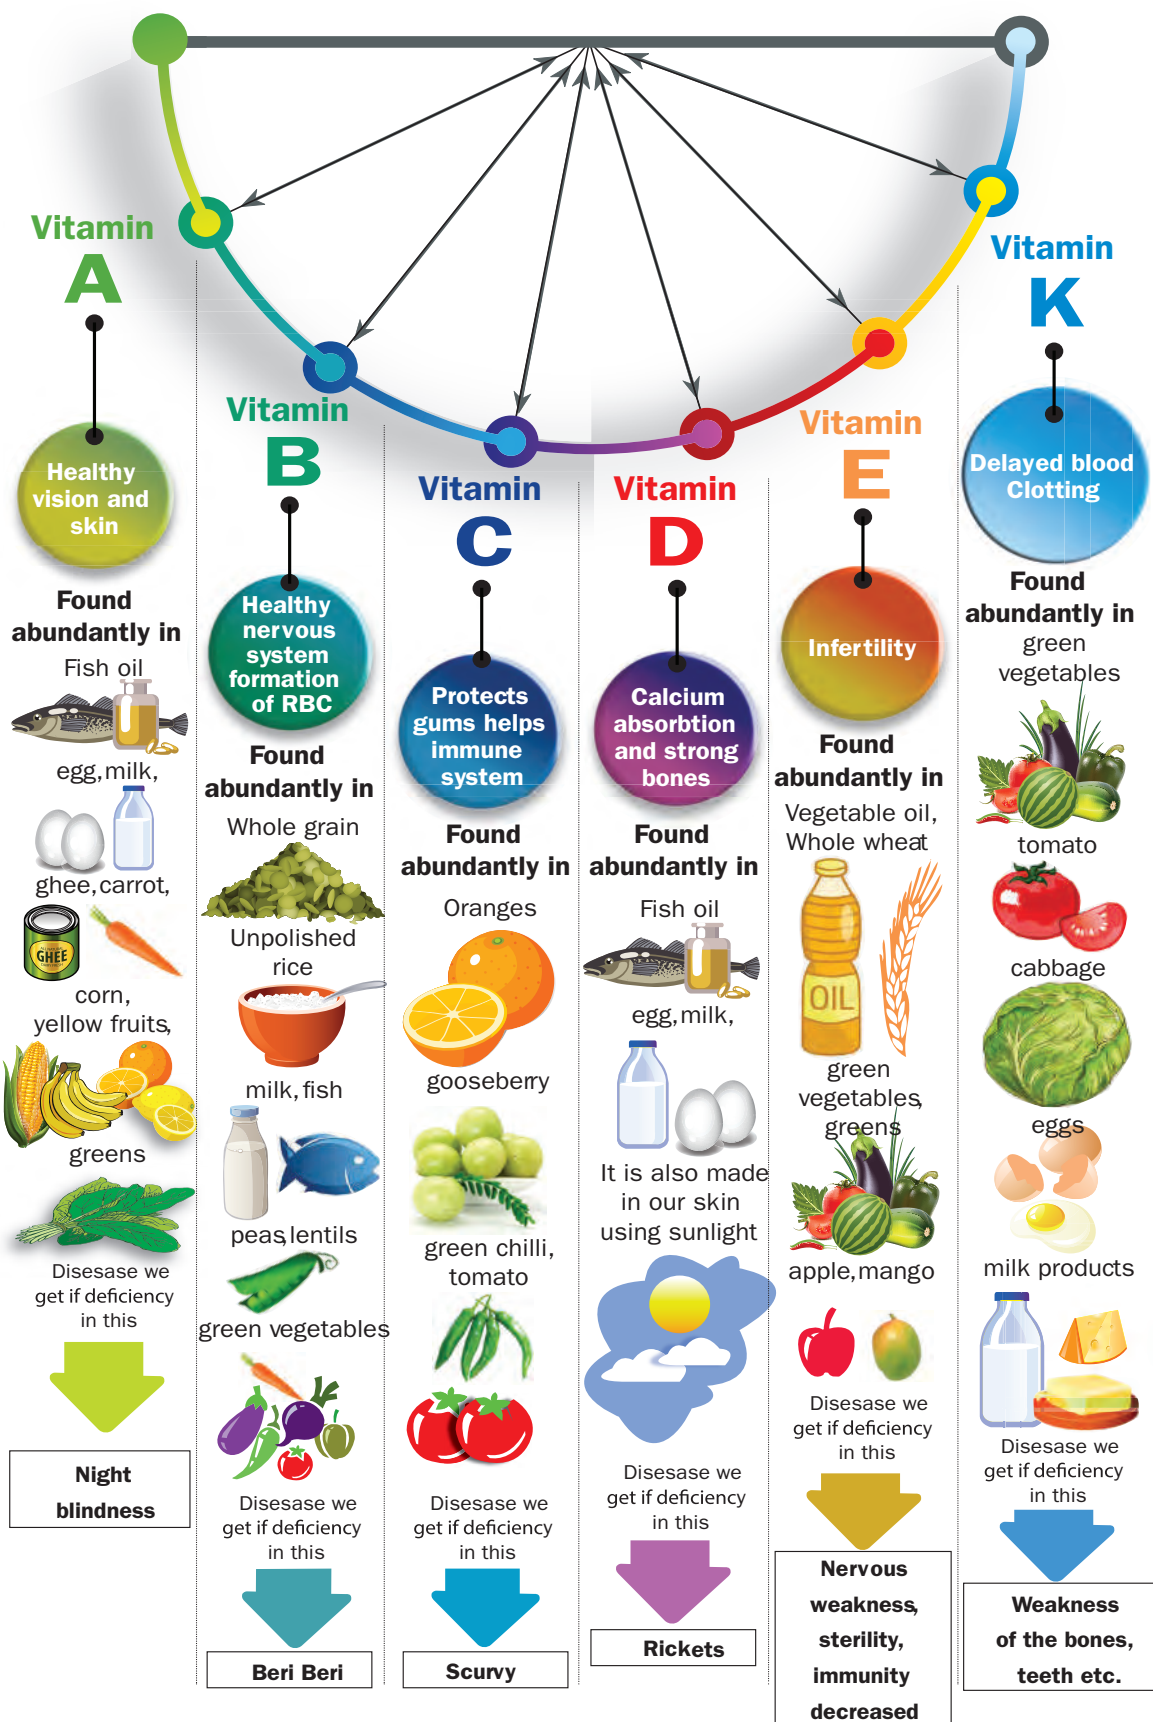 Vitamin
A
Healthy
vision and
skin
Found
abundantly in
Fish oil
egg, milk,
ghee, carrot,
GHEE
corn,
yellow fruits,
greens
Disesase we
get if deficiency
in this
Night
blindness
Vitamin
B
Healthy
nervous
system
formation
of RBC
Found
abundantly in
Whole grain
Unpolished
rice
milk, fish
peas, lentils
green vegetables
Disesase we
get if deficiency
in this
Beri Beri
Vitamin
C
Protects
gums helps
immune
system
Found
abundantly in
Oranges
gooseberry
green chilli,
tomato
Disesase we
get if deficiency
in this
Scurvy
Vitamin
D
Calcium
absorbtion
and strong
bones
Found
abundantly in
Fish oil
egg, milk,
It is also made
in our skin
using sunlight
Disesase we
get if deficiency
in this
Rickets
Vitamin
E
Infertility
Found
abundantly in
Vegetable oil,
Whole wheat
OIL
green
vegetables,
greens
apple, mango
Disesase we
get if deficiency
in this
Nervous
weakness,
sterility,
immunity
decreased
Vitamin
K
Delayed blood
Clotting
Found
abundantly in
green
vegetables
tomato
cabbage
eggs
milk products
Disesase we
get if deficiency
in this
Weakness
of the bones,
teeth etc.